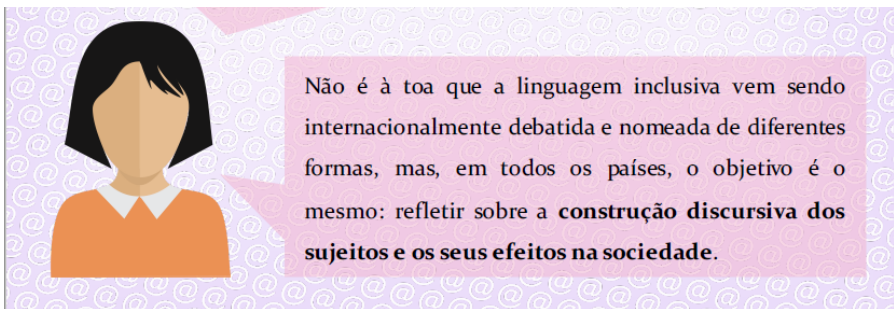 Não é à toa que a linguagem inclusiva vem sendo
internacionalmente debatida e nomeada de diferentes
formas, mas, em todos os países, o objetivo é o
mesmo: refletir sobre a construção discursiva dos
sujeitos e os seus efeitos na sociedade.